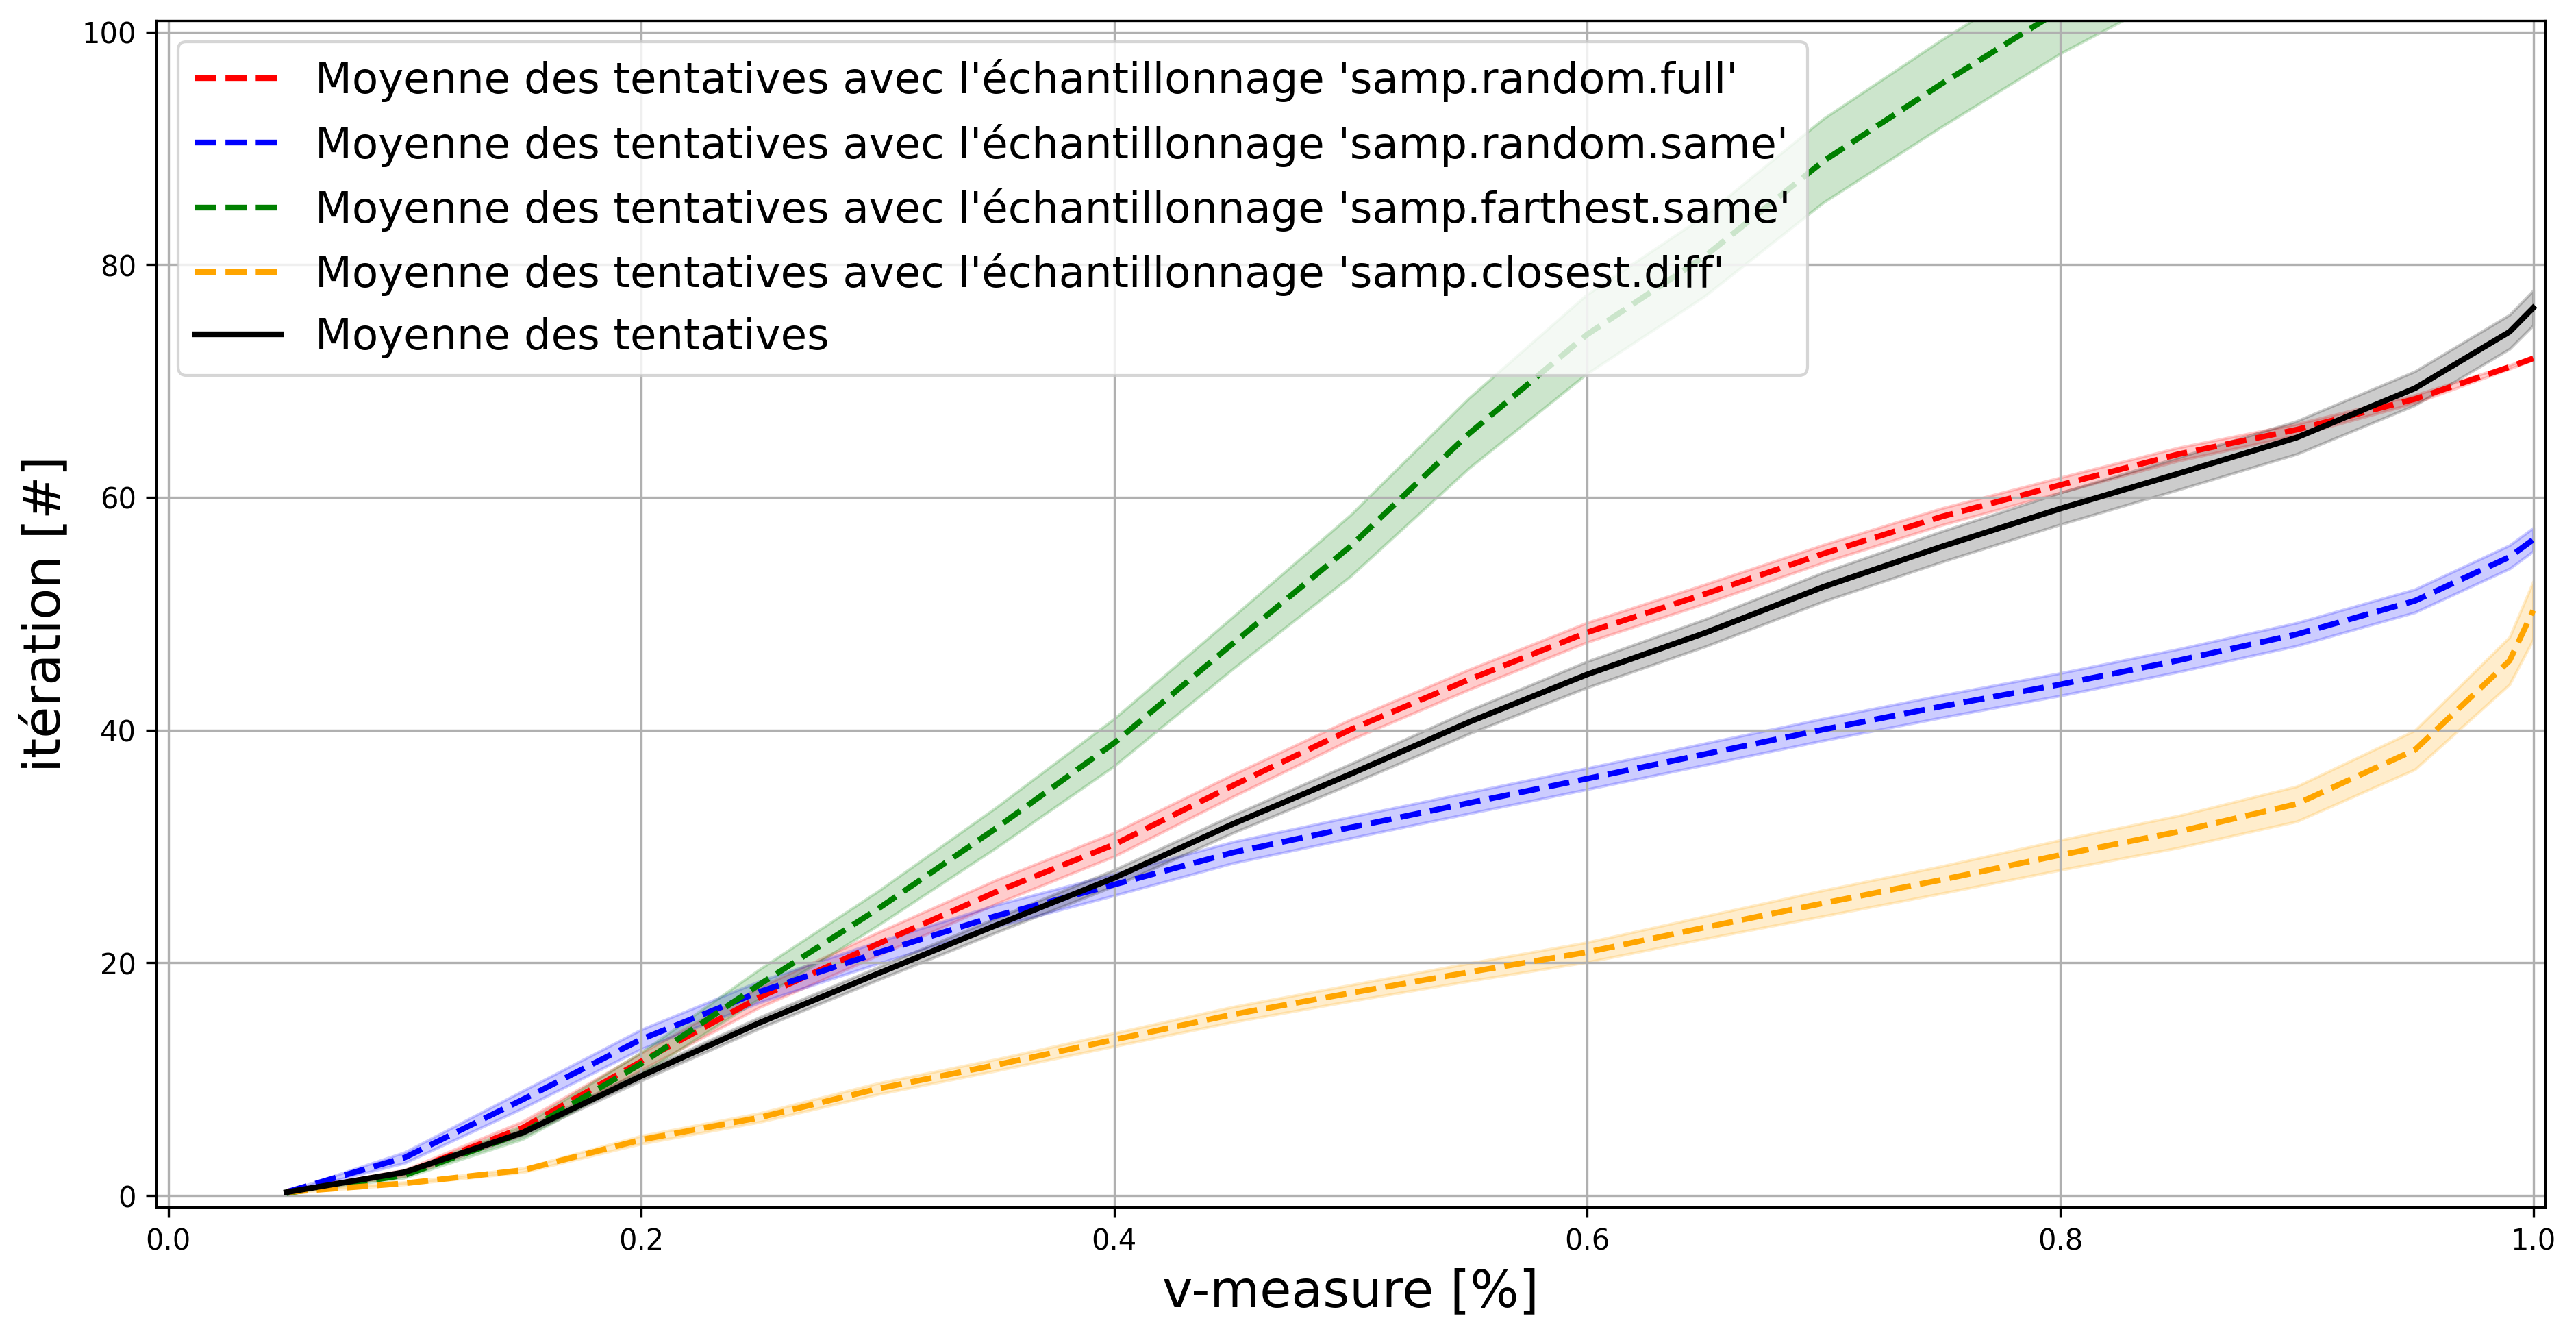 100
80
60
40
20
0
itération [#]
Moyenne des tentatives avec l'échantillonnage 'samp.random.full'
Moyenne des tentatives avec l'échantillonnage 'samp.random.same'
Moyenne des tentatives avec l'échantillonnage 'samp.farthest.same'
Moyenne des tentatives avec l'échantillonnage 'samp.closest.diff'
Moyenne des tentatives
0.0 0.2 0.4 0.6 0.8 1.0
v-measure [%]